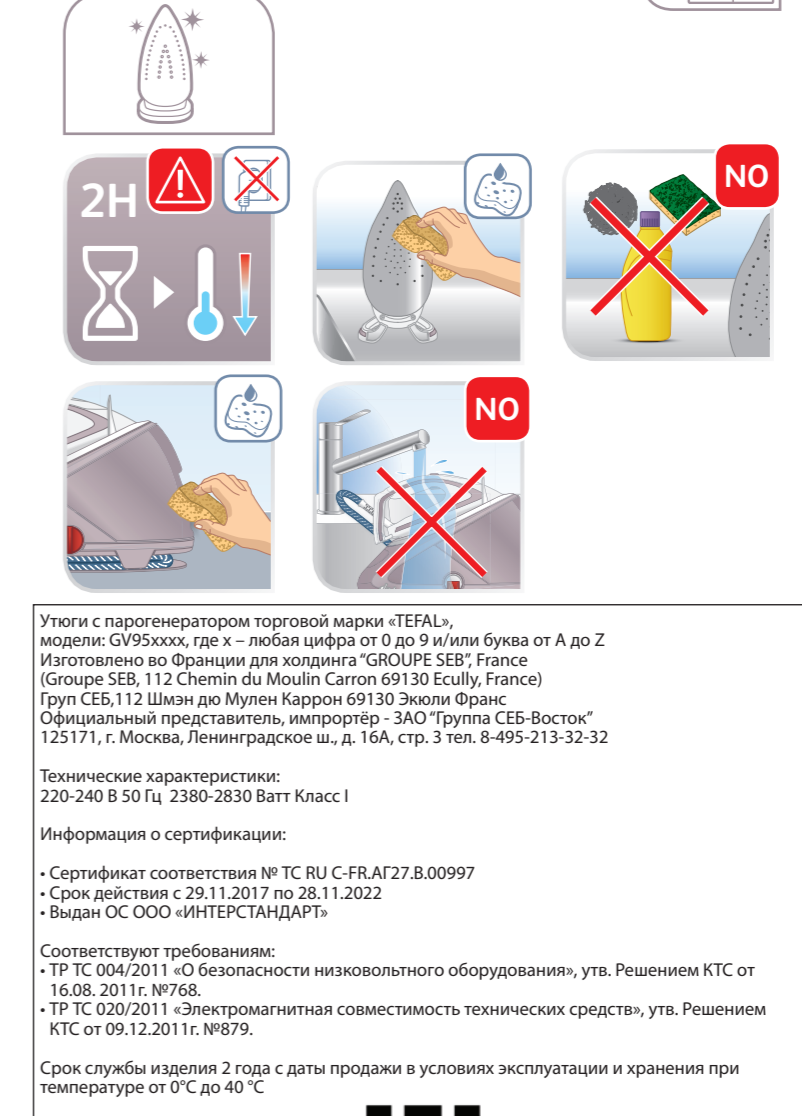 2H
NO
NO
Утюги с парогенератором торговой марки «TEFAL»,
модели: GV95xxxx, где x – любая цифра от 0 до 9 и/или буква от A до Z
Изготовлено во Франции для холдинга “GROUPE SEB”, France
(Groupe SEB, 112 Chemin du Moulin Carron 69130 Ecully, France)
Груп СЕБ,112 Шмэн дю Мулен Каррон 69130 Экюли Франс
Официальный представитель, импрортёр - ЗАО “Группа СЕБ-Восток”
125171, г. Москва, Ленинградское ш., д. 16А, стр. 3 тел. 8-495-213-32-32
Технические характеристики:
220-240 В 50 Гц 2380-2830 Ватт Класс I
Информация о сертификации:
• Сертификат соответствия № ТС RU C-FR.АГ27.В.00997
• Срок действия с 29.11.2017 по 28.11.2022
• Выдан ОС ООО «ИНТЕРСТАНДАРТ»
Соответствуют требованиям:
• ТР ТС 004/2011 «О безопасности низковольтного оборудования», утв. Решением КТС от
16.08. 2011г. №768.
• ТР ТС 020/2011 «Электромагнитная совместимость технических средств», утв. Решением
КТС от 09.12.2011г. №879.
Срок службы изделия 2 года с даты продажи в условиях эксплуатации и хранения при
температуре от 0°C до 40 °C